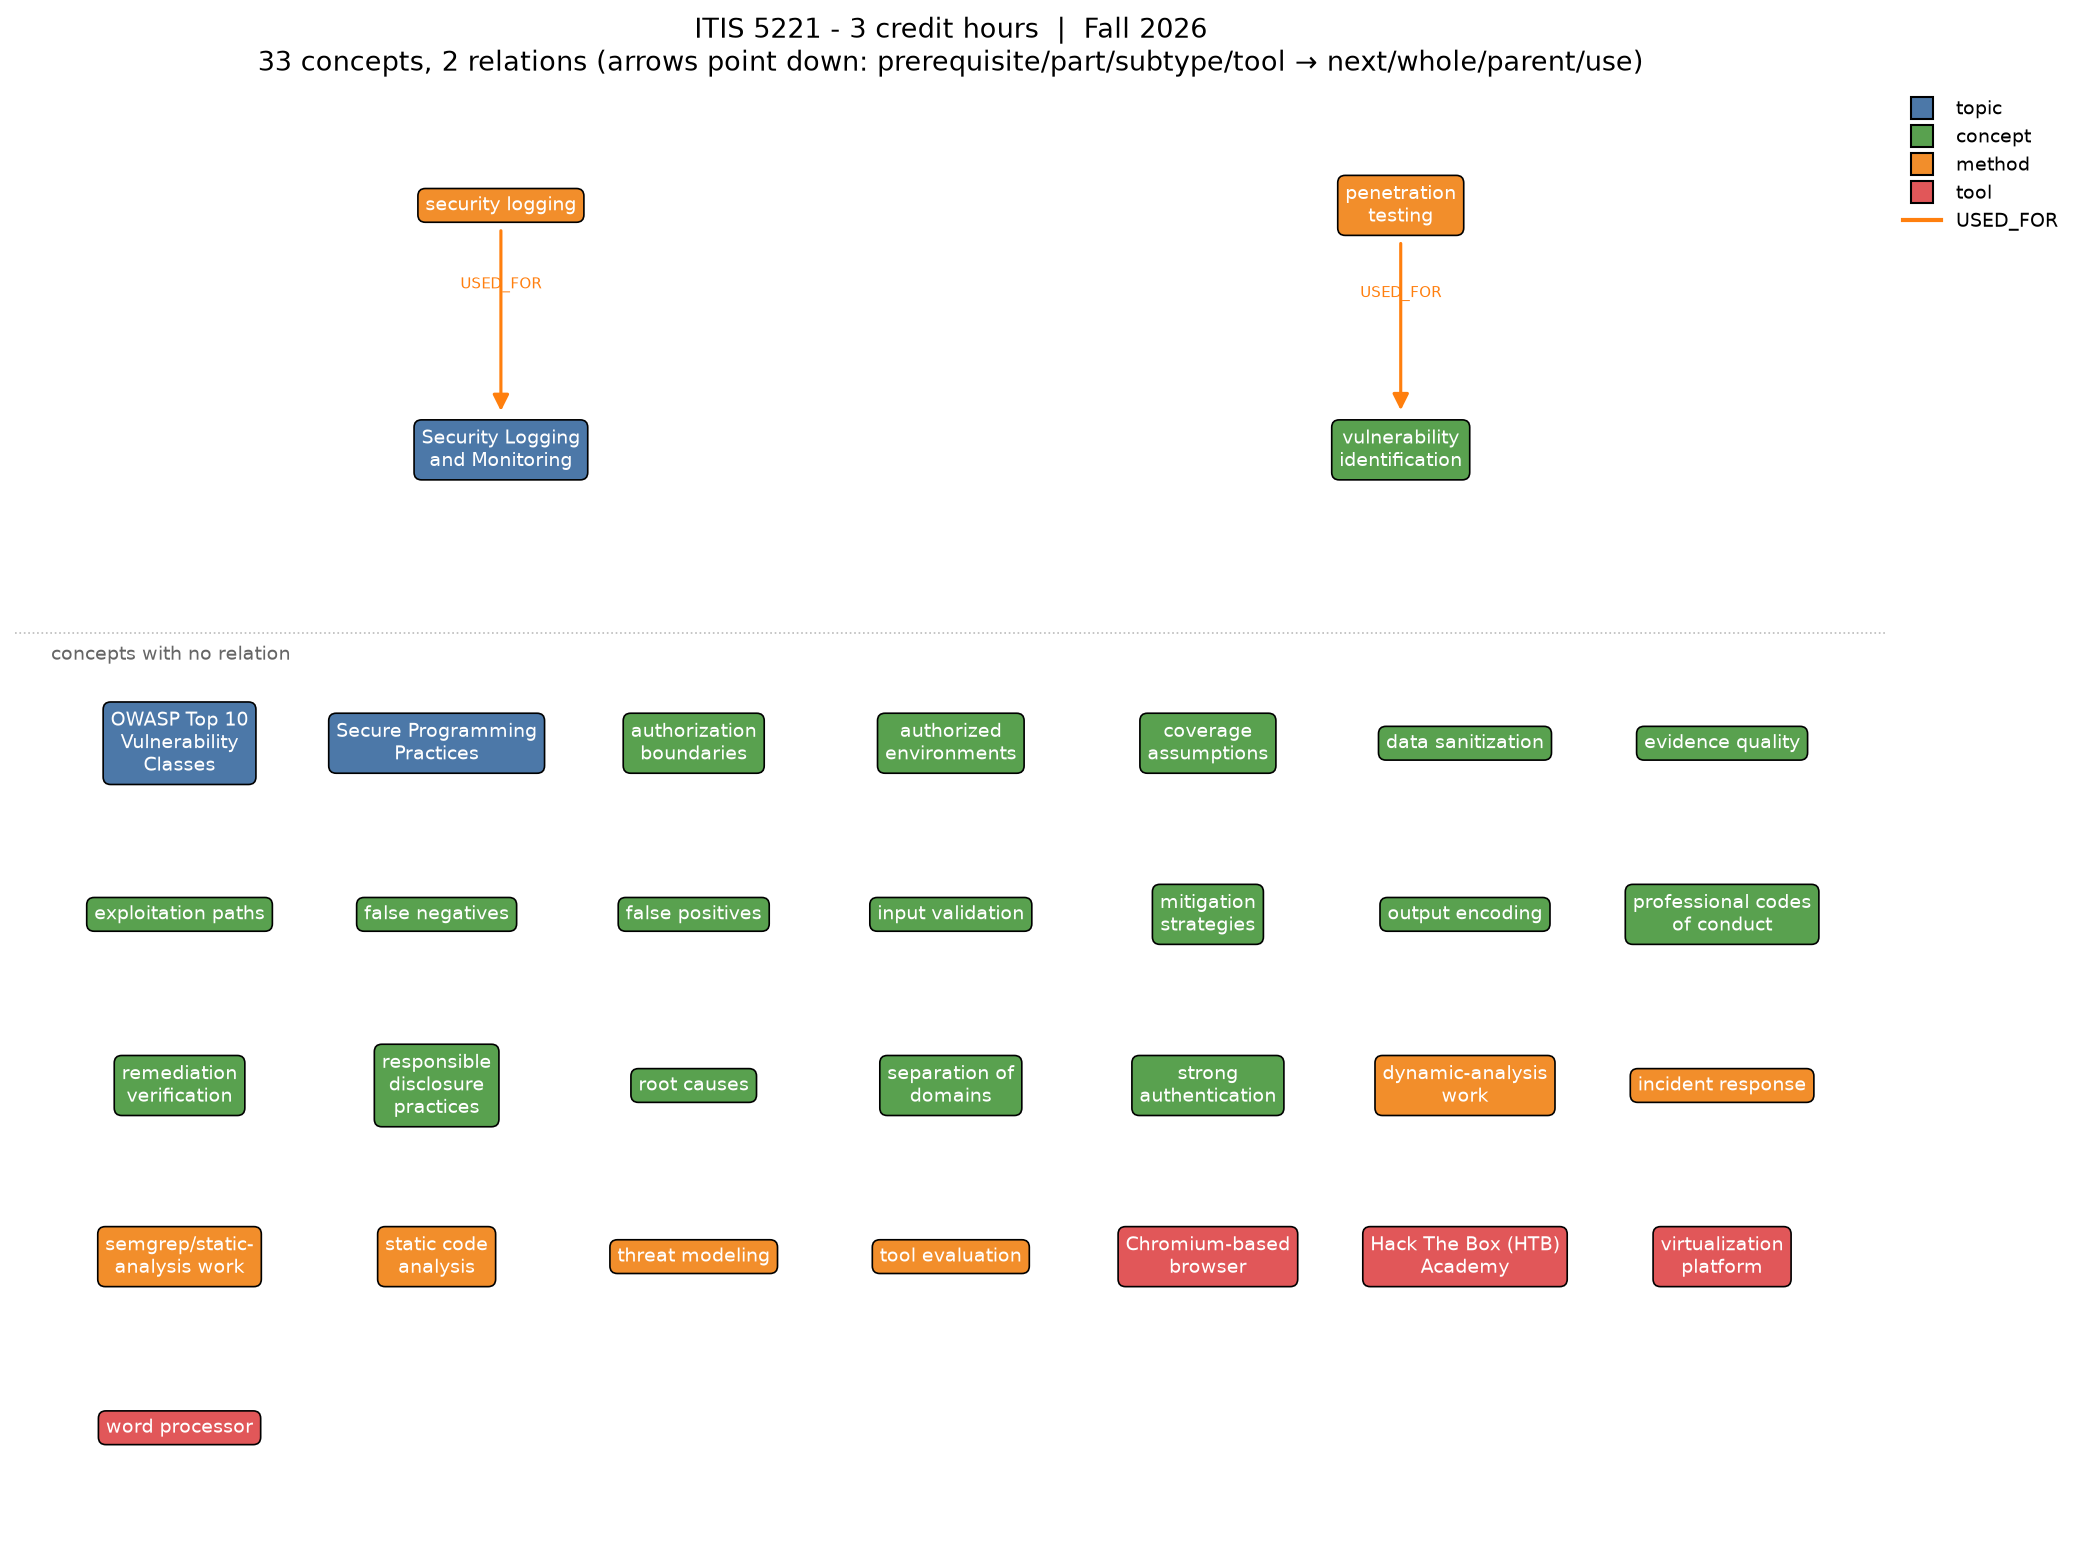 ITIS 5221 - 3 credit hours | Fall 2026
33 concepts, 2 relations (arrows point down: prerequisite/part/subtype/tool → next/whole/parent/use)
topic
concept
method
tool
USED_FOR
security logging
penetration
testing
USED_FOR
USED_FOR
Security Logging
and Monitoring
vulnerability
identification
concepts with no relation
OWASP Top 10
Vulnerability
Classes
Secure Programming
Practices
authorization
boundaries
authorized
environments
coverage
assumptions
data sanitization
evidence quality
exploitation paths
false negatives
false positives
input validation
mitigation
strategies
output encoding
professional codes
of conduct
remediation
verification
responsible
disclosure
practices
root causes
separation of
domains
strong
authentication
dynamic-analysis
work
incident response
semgrep/static-
analysis work
static code
analysis
threat modeling
tool evaluation
Chromium-based
browser
Hack The Box (HTB)
Academy
virtualization
platform
word processor